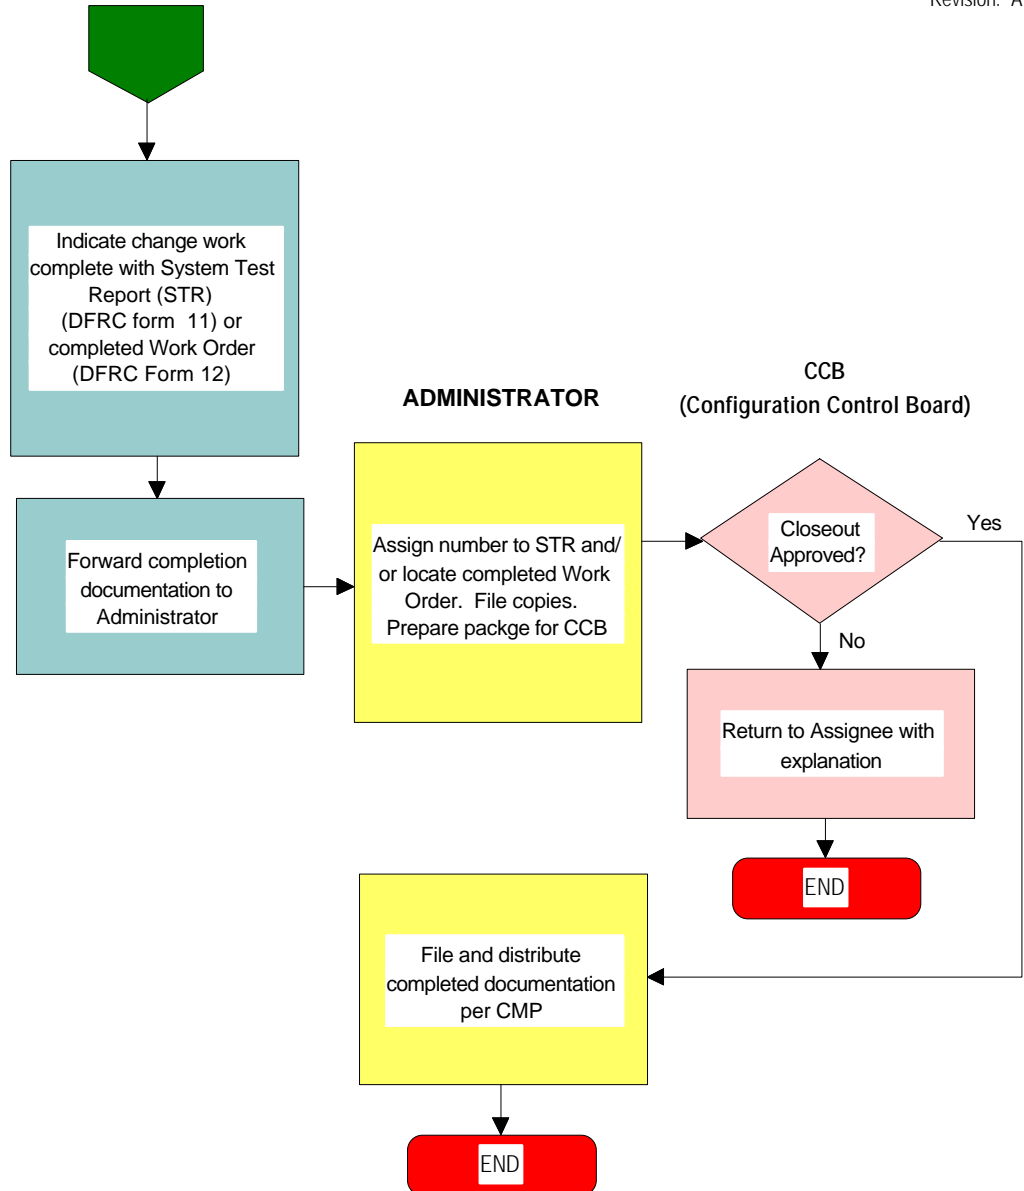 Revision: A
Indicate change work
complete with System Test
Report (STR)
(DFRC form 11) or
completed Work Order
(DFRC Form 12)
Forward completion
documentation to
Administrator
ADMINISTRATOR
Assign number to STR and/
or locate completed Work
Order. File copies.
Prepare packge for CCB
CCB
(Configuration Control Board)
Closeout
Approved?
Yes
No
Return to Assignee with
explanation
END
File and distribute
completed documentation
per CMP
END